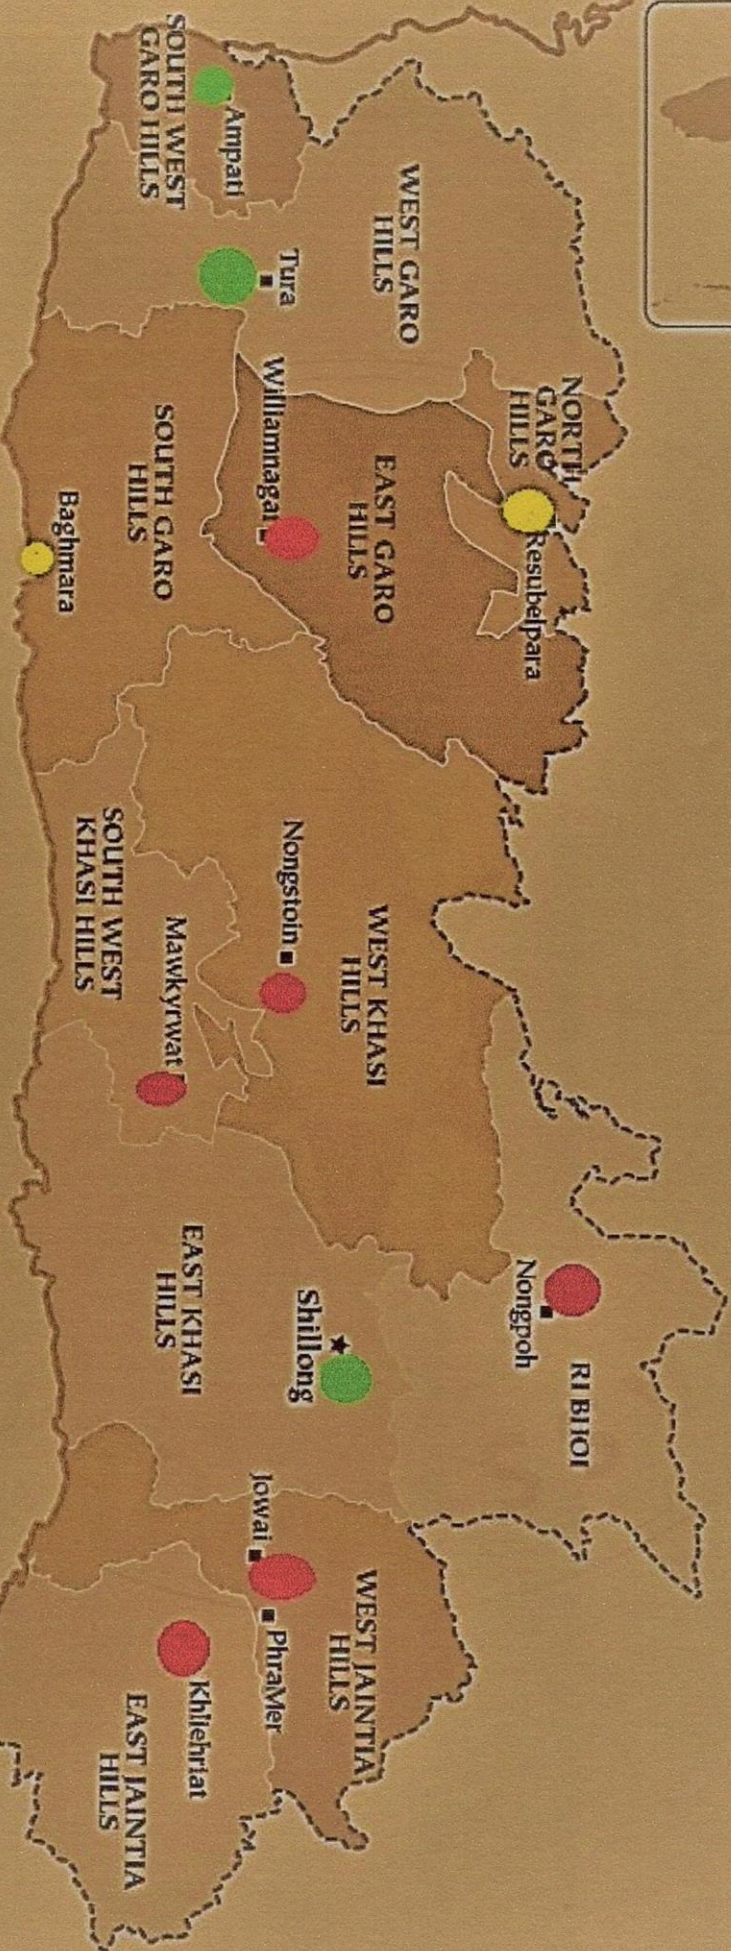 SOUTH WEST
GARO HILLS
Ampati
WEST GARO
HILLS
Tura
NORTH
GARO
HILLS
Resubelpara
Williamnagar
EAST GARO
HILLS
SOUTH GARO
HILLS
Baghmara
WEST KHASI
HILLS
Nongstoin
SOUTH WEST
KHASI HILLS
Mawkyrwat
Nongpoh
RI BHOI
EAST KHASI
HILLS
Shillong
Jowai
WEST JAINTIA
HILLS
PhraMer
Khliehriat
EAST JAINTIA
HILLS